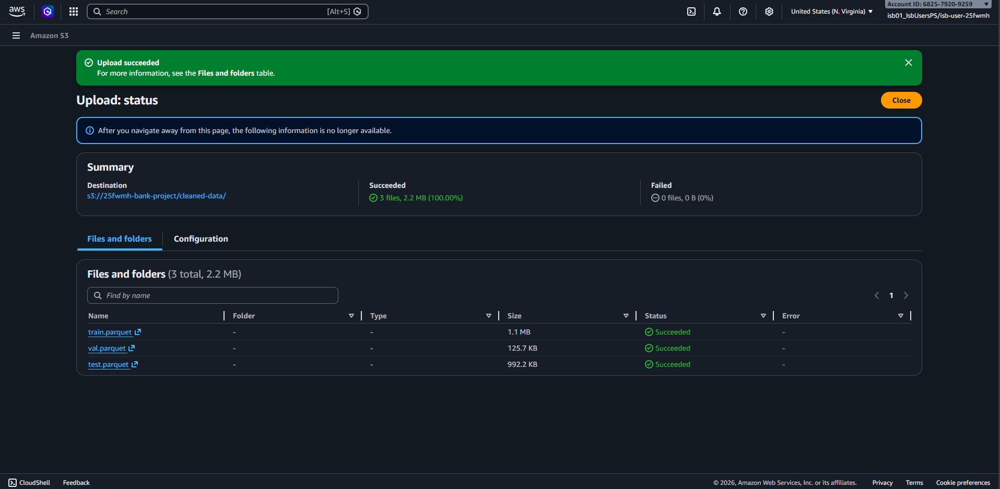 aws
Search [Alt+S]
United States (N. Virginia)
Account ID: 6825-7920-9259
isb01_IsbUsersPS/isb-user-25fwmh
Amazon S3
Upload succeeded
For more information, see the Files and folders table.
Upload: status
Close
After you navigate away from this page, the following information is no longer available.
Summary
Destination
s3://25fwmh-bank-project/cleaned-data/
Succeeded
3 files, 2.2 MB (100.00%)
Failed
0 files, 0 B (0%)
Files and folders Configuration
Files and folders (3 total, 2.2 MB)
Find by name
1
Name Folder Type Size Status Error
train.parquet - - 1.1 MB Succeeded -
val.parquet - - 125.7 KB Succeeded -
test.parquet - - 992.2 KB Succeeded -
CloudShell Feedback © 2026, Amazon Web Services, Inc. or its affiliates. Privacy Terms Cookie preferences